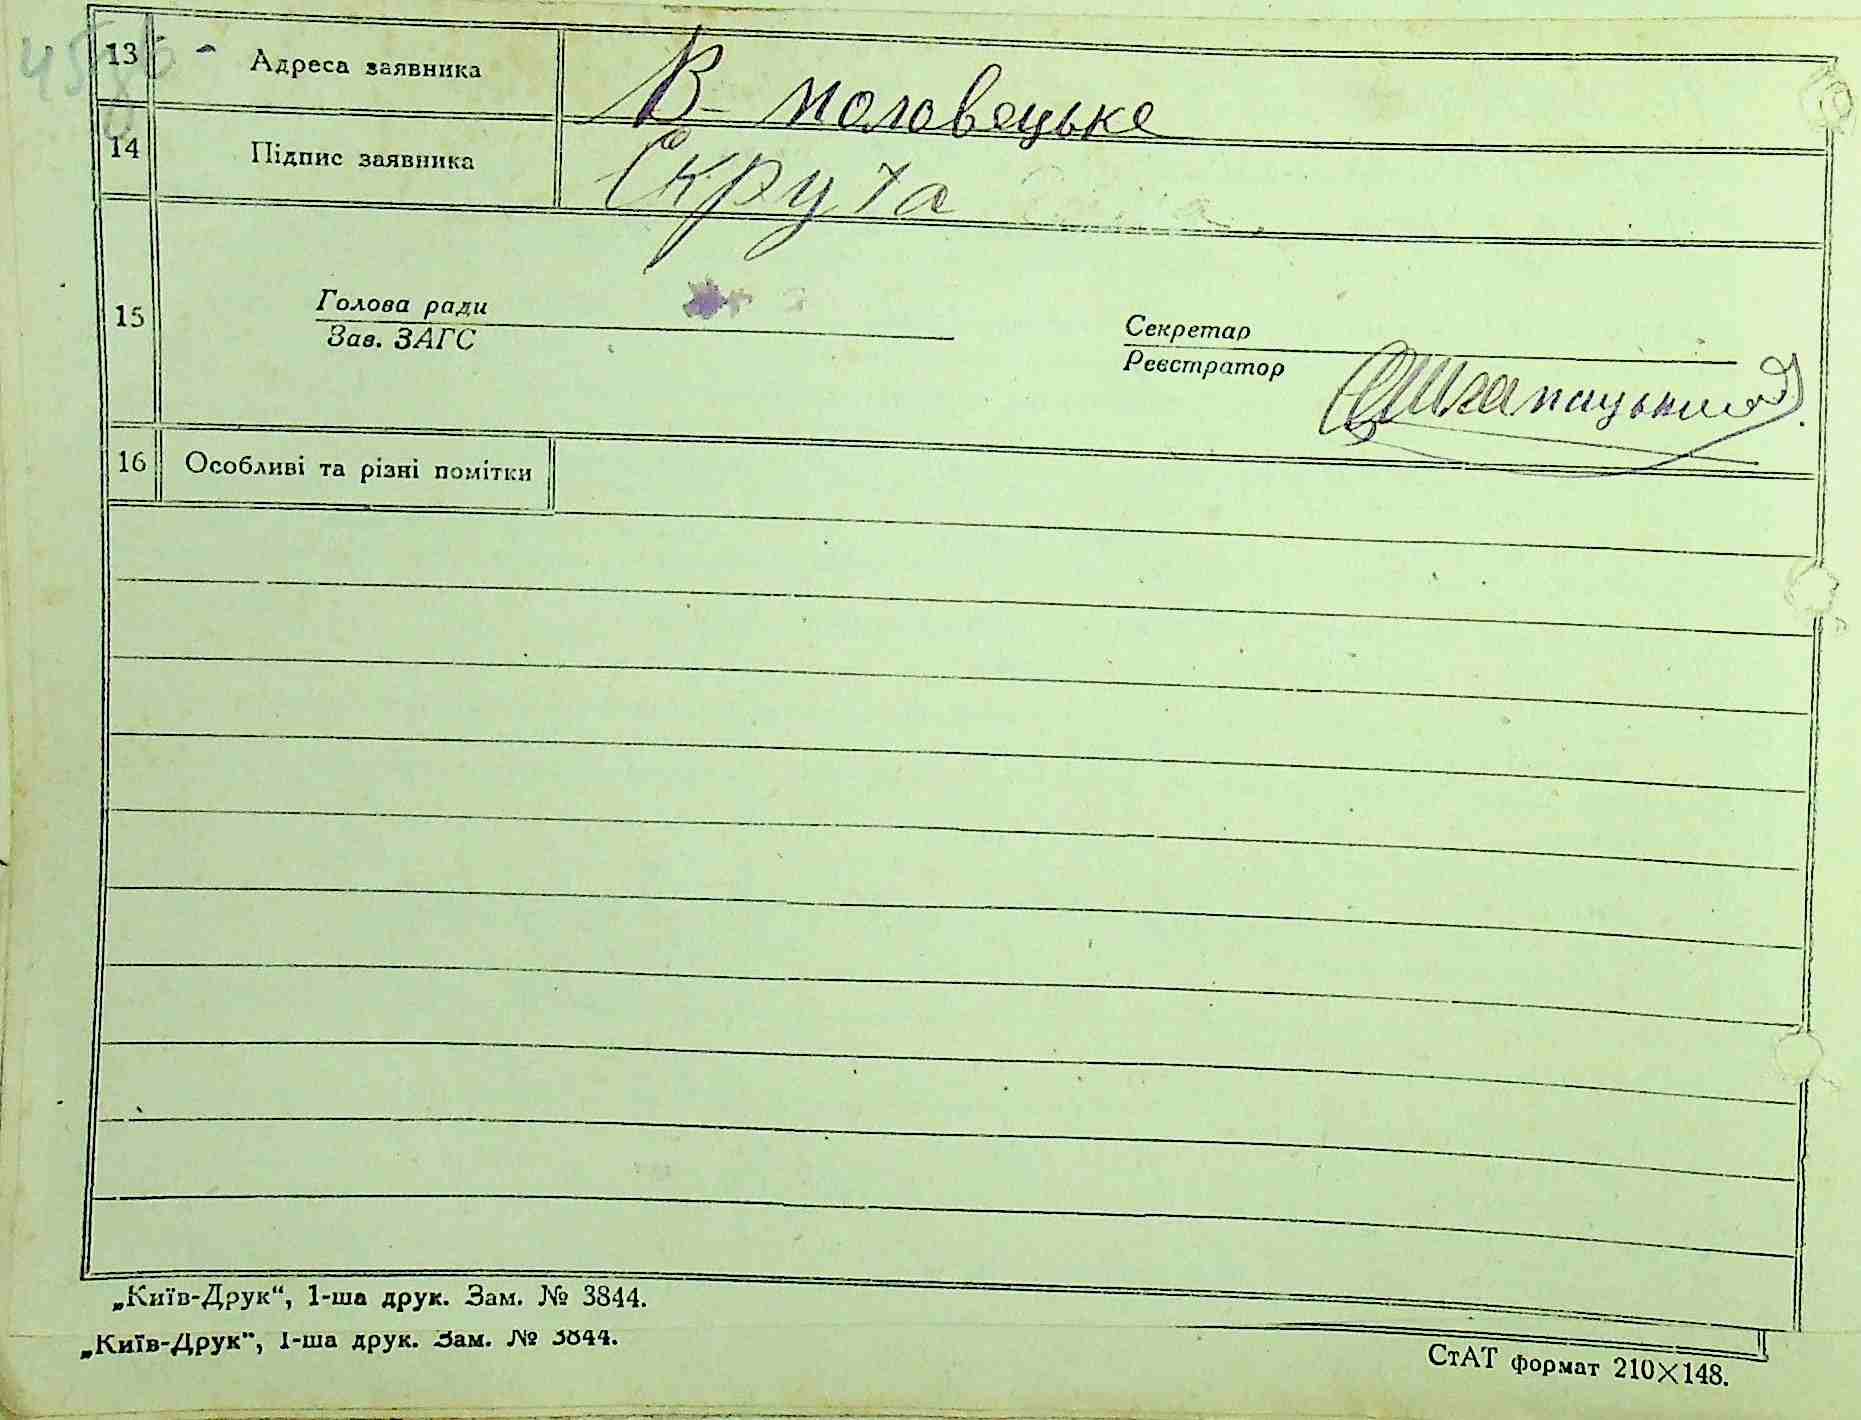 13 Адреса заявника В-половецьке
14 Підпис заявника Скрута
15 Голова ради
Зав. ЗАГС
Секретар
Реєстратор
16 Особливі та різні помітки
„Київ-Друк“, 1-ша друк. Зам. № 3844.
„Київ-Друк“, 1-ша друк. Зам. № 3844.
СтАТ формат 210×148.